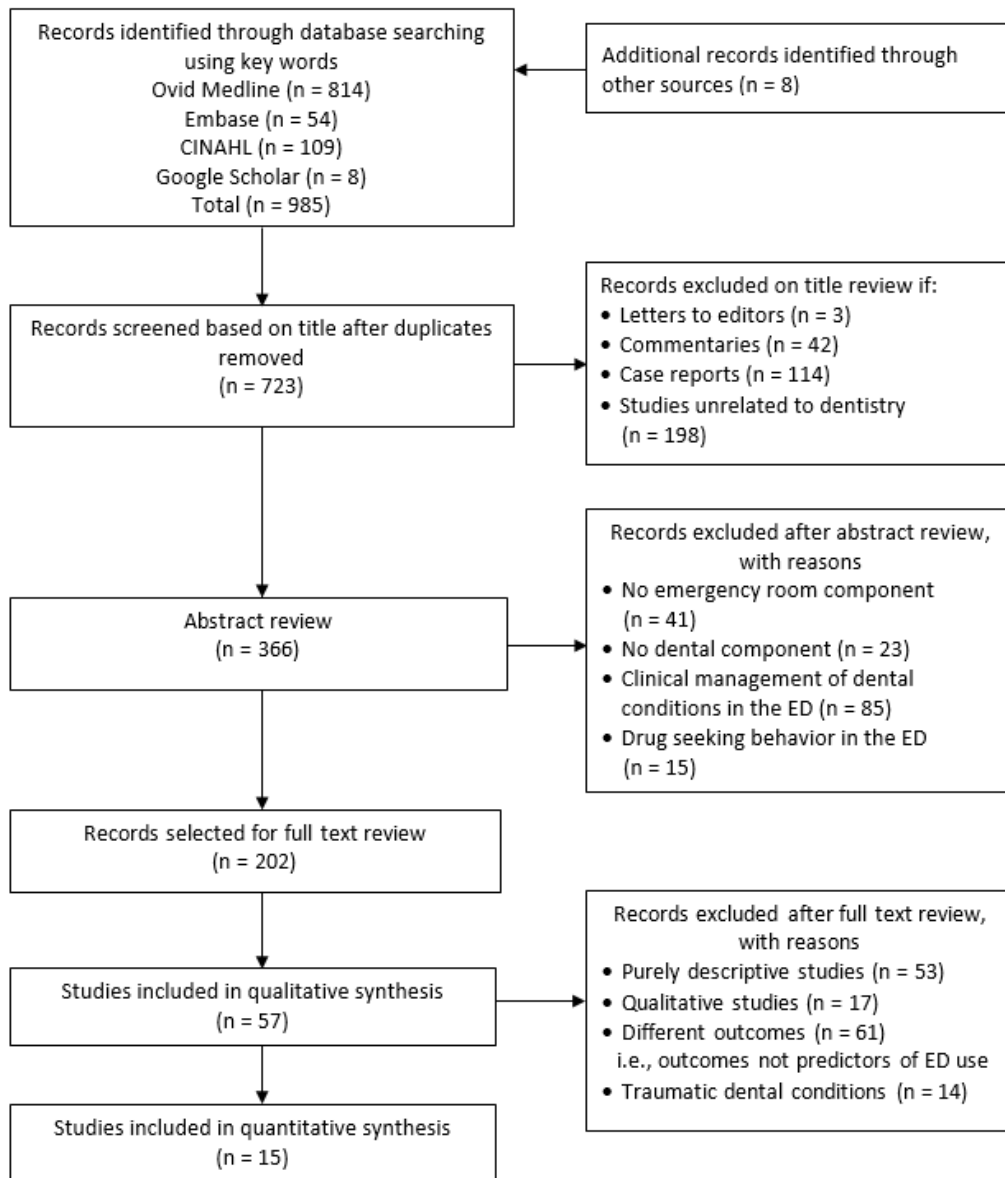 Records identified through database searching
using key words
Ovid Medline (n = 814)
Embase (n = 54)
CINAHL (n = 109)
Google Scholar (n = 8)
Total (n = 985)
Additional records identified through
other sources (n = 8)
Records screened based on title after duplicates
removed
(n = 723)
Records excluded on title review if:
• Letters to editors (n = 3)
• Commentaries (n = 42)
• Case reports (n = 114)
• Studies unrelated to dentistry
(n = 198)
Abstract review
(n = 366)
Records excluded after abstract review,
with reasons
• No emergency room component
(n = 41)
• No dental component (n = 23)
• Clinical management of dental
conditions in the ED (n = 85)
• Drug seeking behavior in the ED
(n = 15)
Records selected for full text review
(n = 202)
Studies included in qualitative synthesis
(n = 57)
Records excluded after full text review,
with reasons
• Purely descriptive studies (n = 53)
• Qualitative studies (n = 17)
• Different outcomes (n = 61)
i.e., outcomes not predictors of ED use
• Traumatic dental conditions (n = 14)
Studies included in quantitative synthesis
(n = 15)